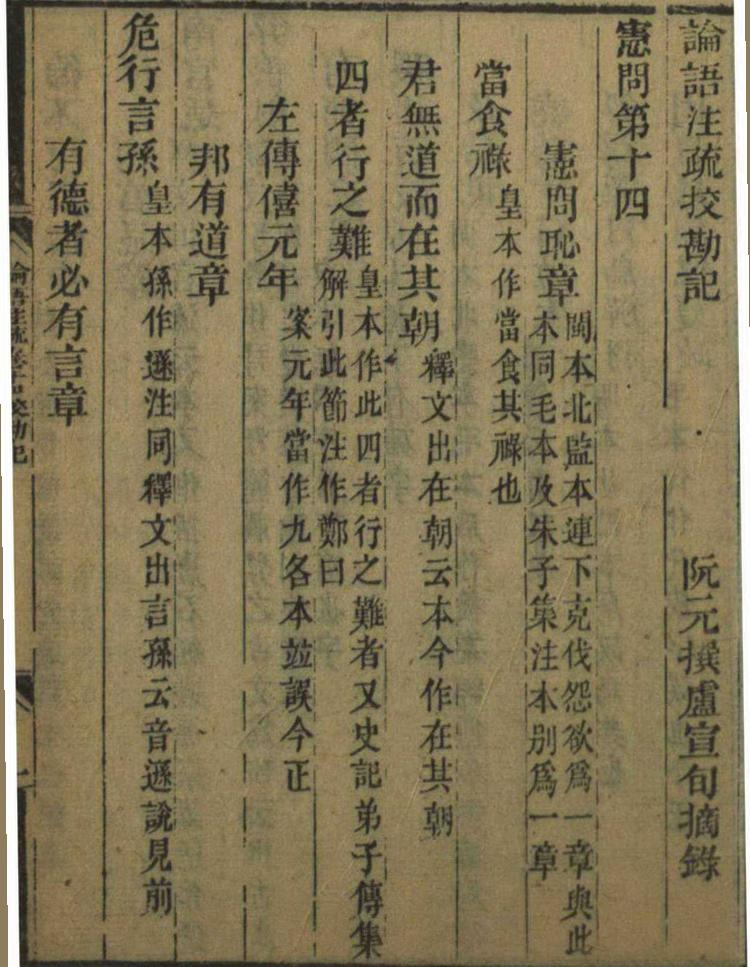 論語注疏挍勘記　阮元撰盧宣旬摘錄
憲問第十四
憲問恥章
閩本北監本連下克伐怨欲爲一章與此
本同毛本及朱子集注本别爲一章
當食祿皇本作當食其祿也
君無道而在其朝釋文出在朝云本今作在其朝
四者行之難
皇本作此四者行之難者又史記弟子傳集
解引此節注作鄭曰
左傳僖元年案元年當作九各本並誤今正
邦有道章
危行言孫皇本孫作遜注同釋文出言孫云音遜說見前
有德者必有言章